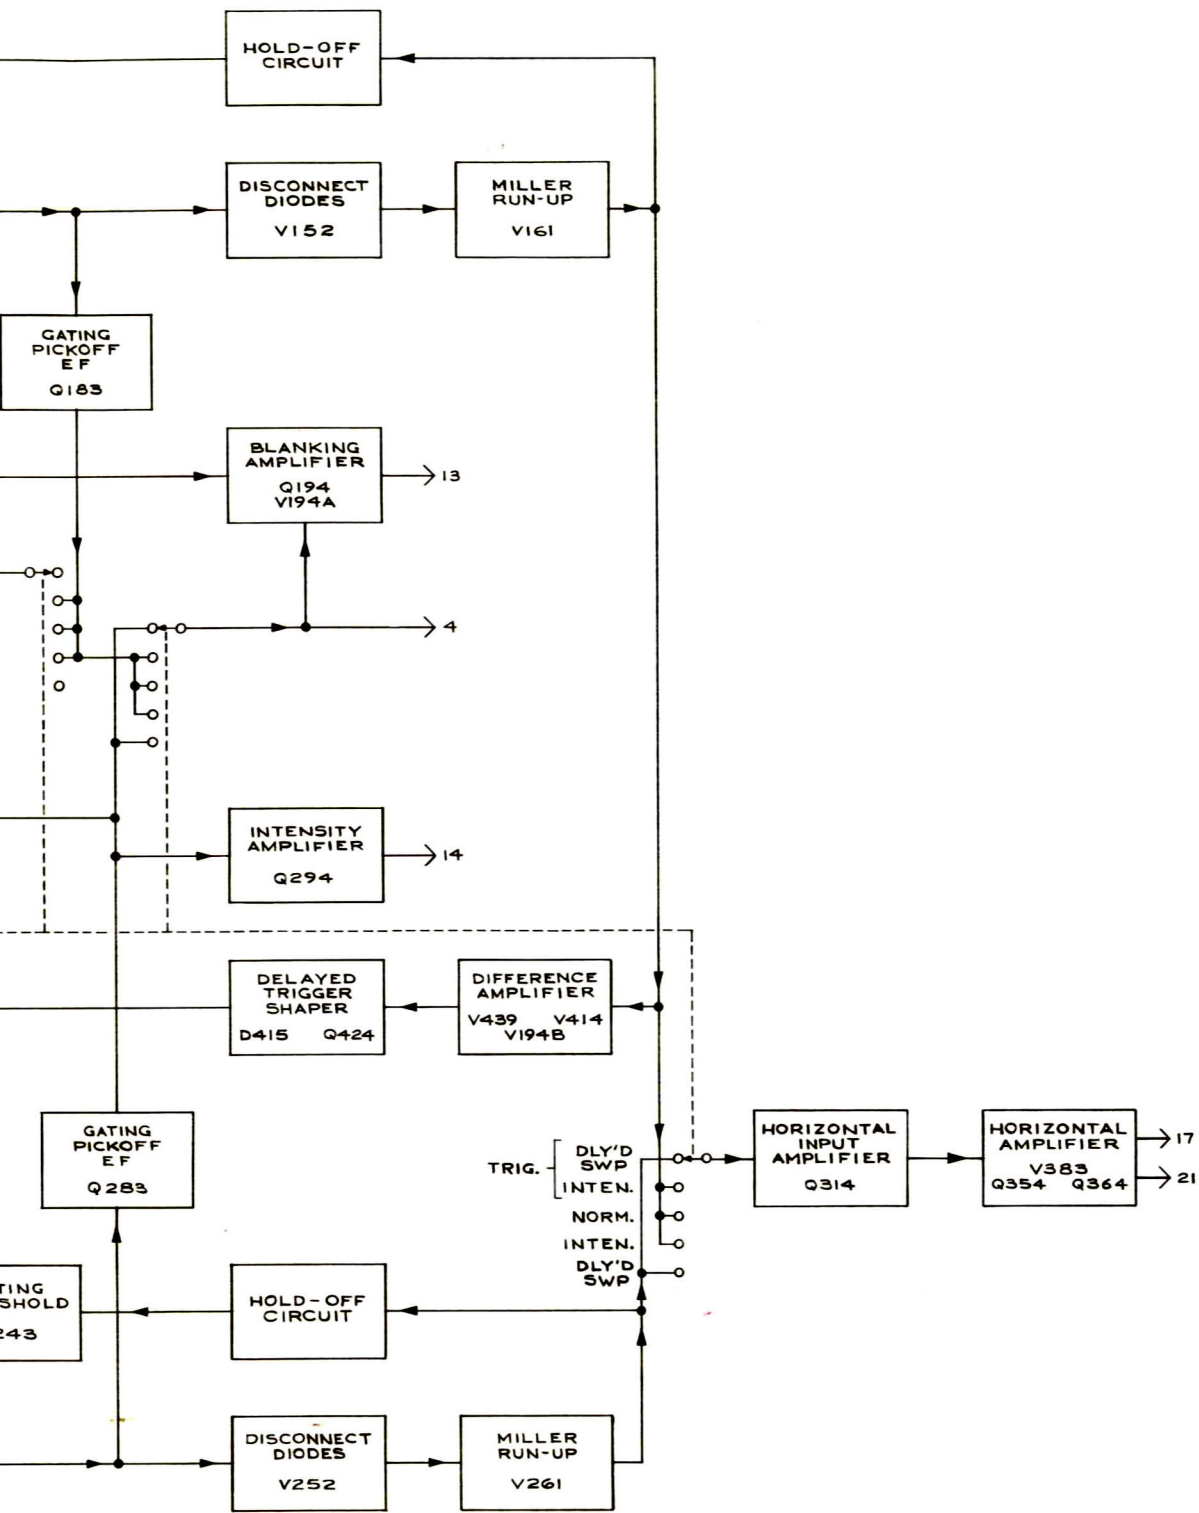 HOLD-OFF
CIRCUIT
DISCONNECT
DIODES
V152
MILLER
RUN-UP
V161
GATING
PICKOFF
EF
Q183
BLANKING
AMPLIFIER
Q194
V194A
13
4
INTENSITY
AMPLIFIER
Q294
14
DELAYED
TRIGGER
SHAPER
D415 Q424
DIFFERENCE
AMPLIFIER
V439 V414
V194B
GATING
PICKOFF
EF
Q283
TRIG.
DLY'D
SWP
INTEN.
NORM.
INTEN.
DLY'D
SWP
HORIZONTAL
INPUT
AMPLIFIER
Q314
HORIZONTAL
AMPLIFIER
V383
Q354 Q364
17
21
TING
SHOLD
243
HOLD-OFF
CIRCUIT
DISCONNECT
DIODES
V252
MILLER
RUN-UP
V261